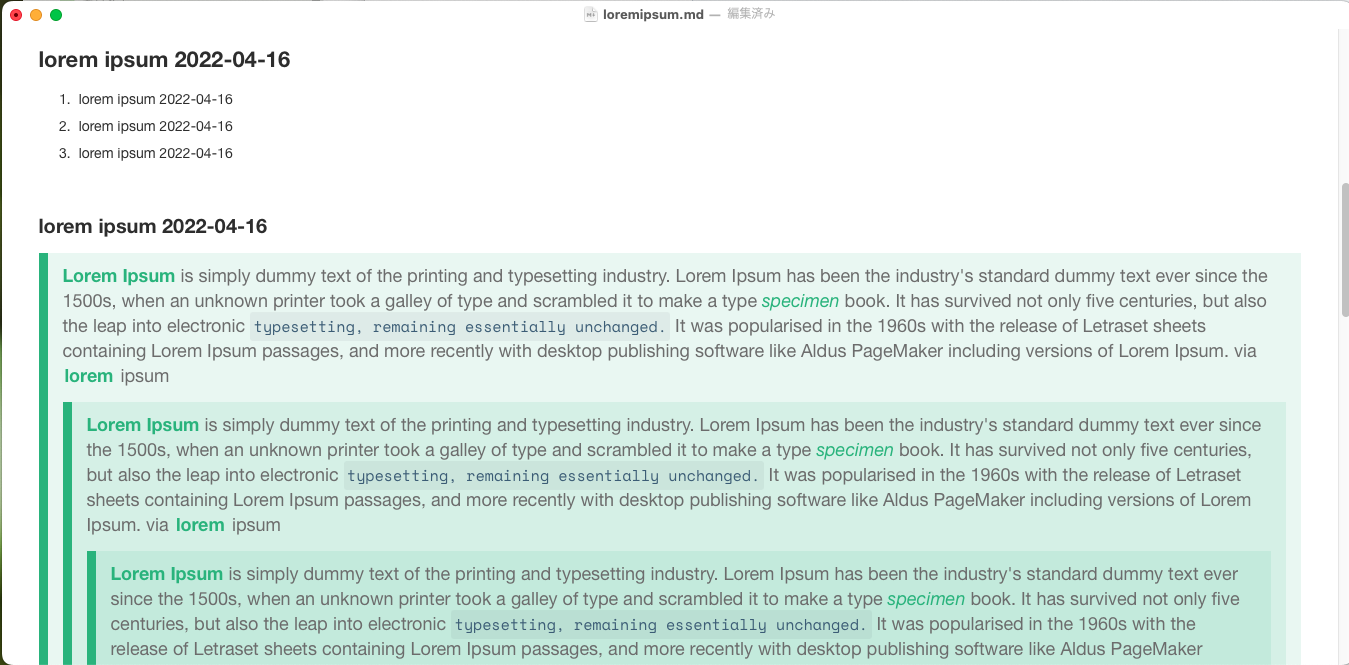 loremipsum.md — 編集済み
lorem ipsum 2022-04-16
1. lorem ipsum 2022-04-16
2. lorem ipsum 2022-04-16
3. lorem ipsum 2022-04-16
lorem ipsum 2022-04-16
Lorem Ipsum is simply dummy text of the printing and typesetting industry. Lorem Ipsum has been the industry's standard dummy text ever since the
1500s, when an unknown printer took a galley of type and scrambled it to make a type specimen book. It has survived not only five centuries, but also
the leap into electronic typesetting, remaining essentially unchanged. It was popularised in the 1960s with the release of Letraset sheets
containing Lorem Ipsum passages, and more recently with desktop publishing software like Aldus PageMaker including versions of Lorem Ipsum. via
lorem ipsum
Lorem Ipsum is simply dummy text of the printing and typesetting industry. Lorem Ipsum has been the industry's standard dummy text ever since
the 1500s, when an unknown printer took a galley of type and scrambled it to make a type specimen book. It has survived not only five centuries,
but also the leap into electronic typesetting, remaining essentially unchanged. It was popularised in the 1960s with the release of Letraset
sheets containing Lorem Ipsum passages, and more recently with desktop publishing software like Aldus PageMaker including versions of Lorem
Ipsum. via lorem ipsum
Lorem Ipsum is simply dummy text of the printing and typesetting industry. Lorem Ipsum has been the industry's standard dummy text ever
since the 1500s, when an unknown printer took a galley of type and scrambled it to make a type specimen book. It has survived not only five
centuries, but also the leap into electronic typesetting, remaining essentially unchanged. It was popularised in the 1960s with the
release of Letraset sheets containing Lorem Ipsum passages, and more recently with desktop publishing software like Aldus PageMaker